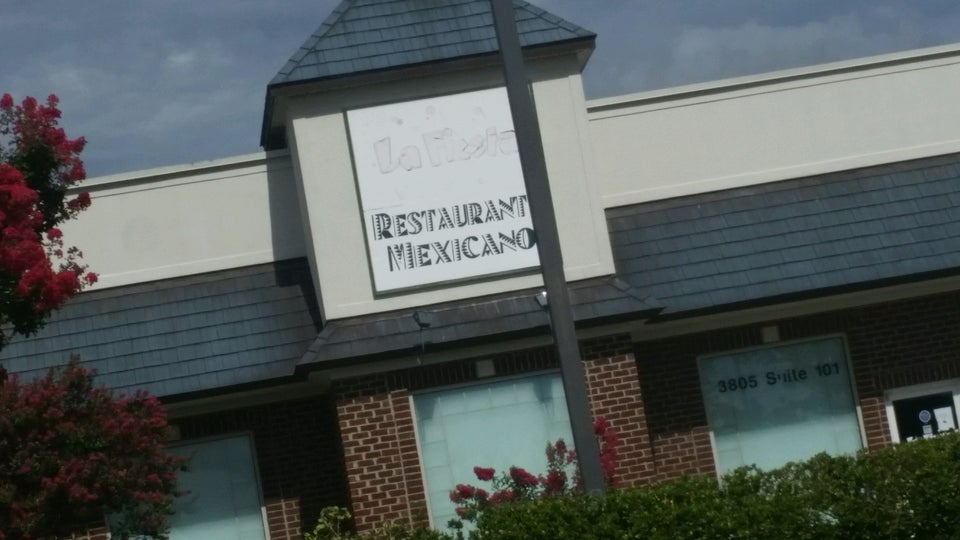 La Fiesta
RESTAURANT
MEXICANO
3805 Suite 101